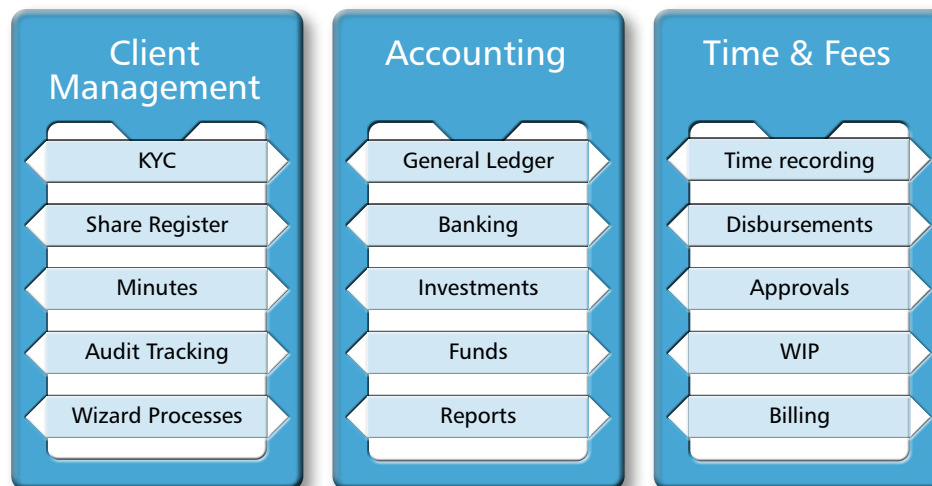 Client
Management
KYC
Share Register
Minutes
Audit Tracking
Wizard Processes
Accounting
General Ledger
Banking
Investments
Funds
Reports
Time & Fees
Time recording
Disbursements
Approvals
WIP
Billing